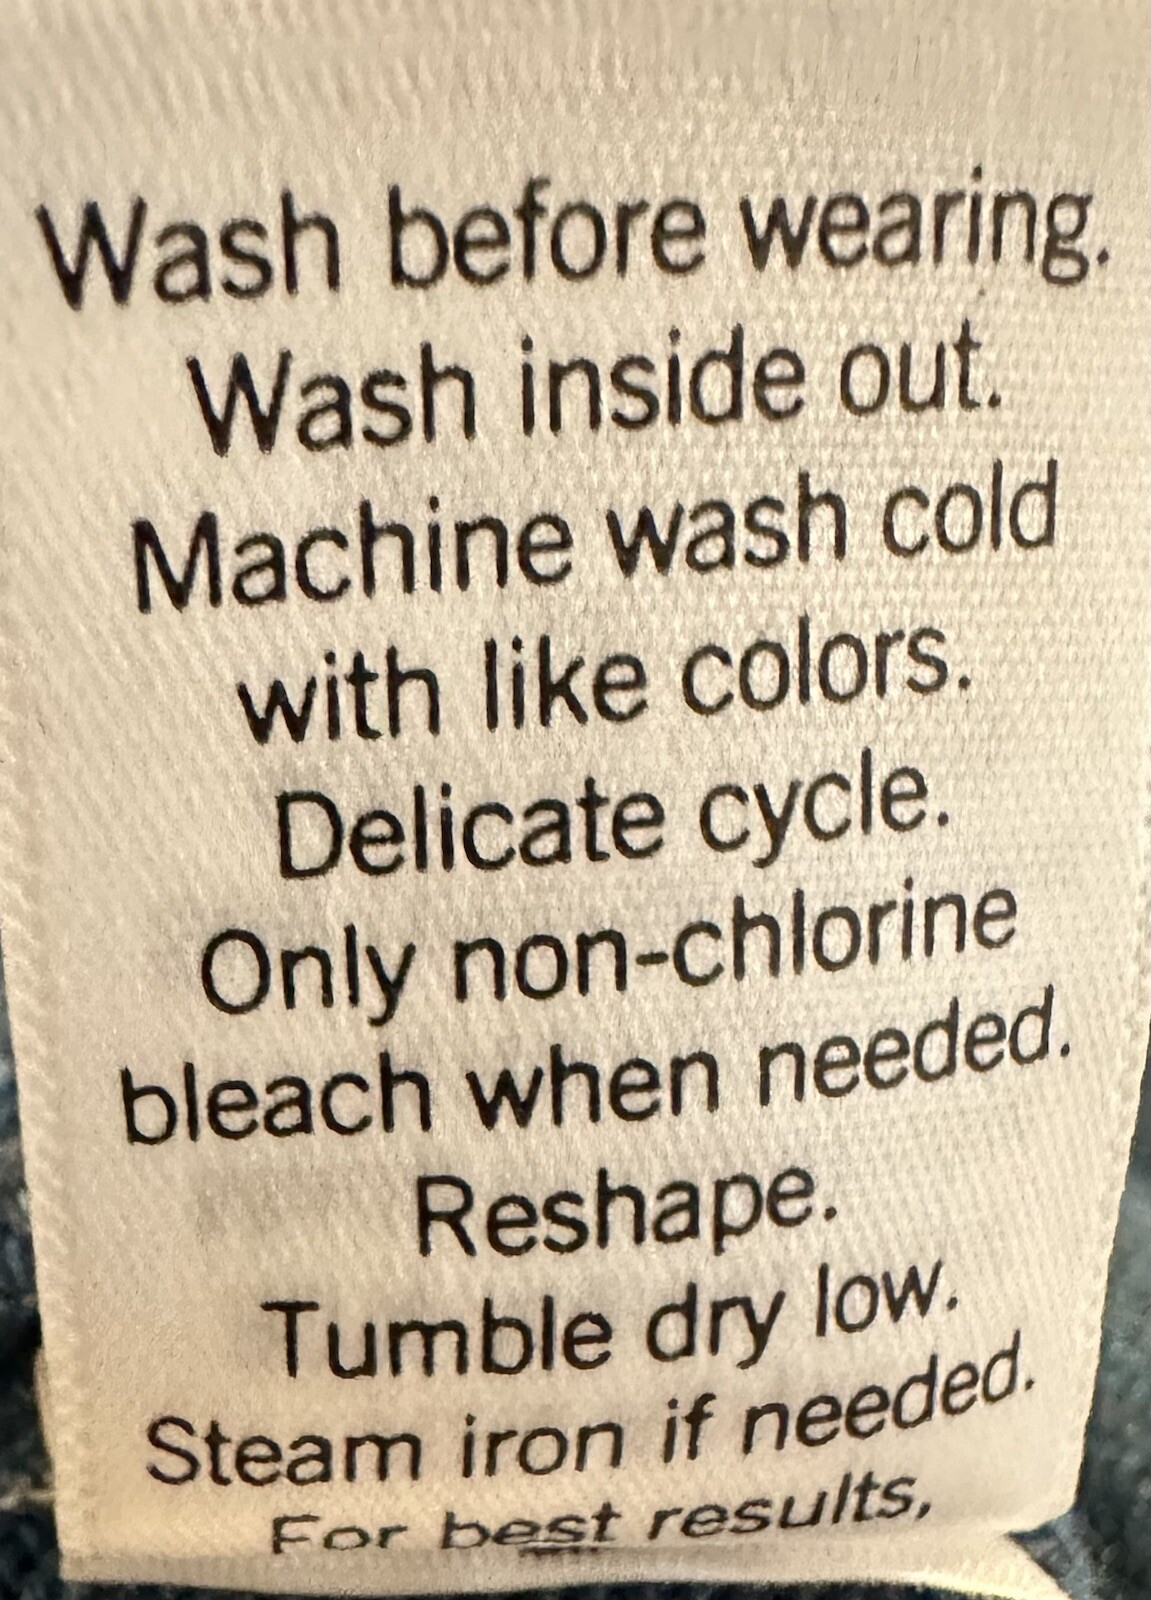 Wash before wearing.
Wash inside out.
Machine wash cold
with like colors.
Delicate cycle.
Only non-chlorine
bleach when needed.
Reshape.
Tumble dry low.
Steam iron if needed.
For best results,